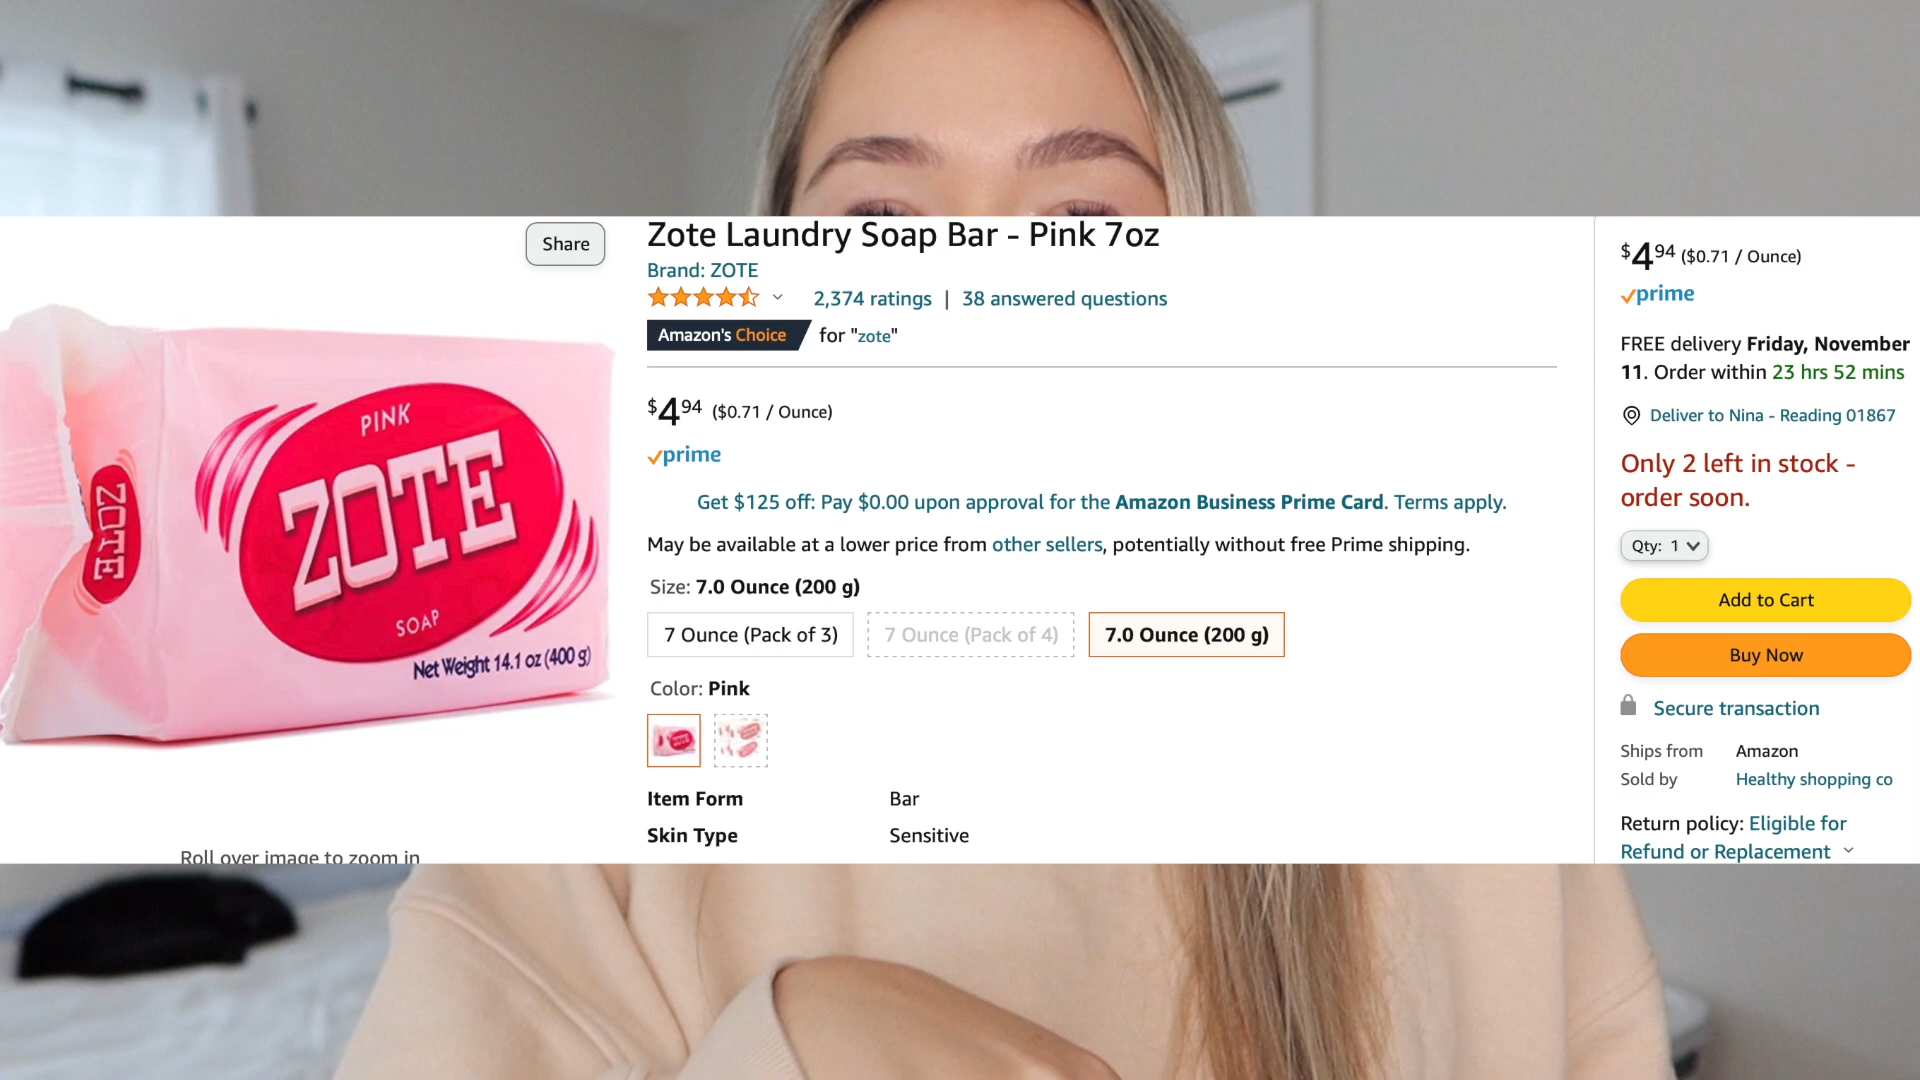 Share
PINK
ZOTE
SOAP
Net Weight 14.1 oz (400 g)
ZOTE
Roll over image to zoom in
Zote Laundry Soap Bar - Pink 7oz
Brand: ZOTE
2,374 ratings | 38 answered questions
Amazon's Choice for "zote"
$4 94 ($0.71 / Ounce)
prime
Get $125 off: Pay $0.00 upon approval for the Amazon Business Prime Card. Terms apply.
May be available at a lower price from other sellers, potentially without free Prime shipping.
Size: 7.0 Ounce (200 g)
7 Ounce (Pack of 3) 7 Ounce (Pack of 4) 7.0 Ounce (200 g)
Color: Pink
Item Form Bar
Skin Type Sensitive
$4 94 ($0.71 / Ounce)
prime
FREE delivery Friday, November
11. Order within 23 hrs 52 mins
Deliver to Nina - Reading 01867
Only 2 left in stock -
order soon.
Qty: 1
Add to Cart
Buy Now
Secure transaction
Ships from Amazon
Sold by Healthy shopping co
Return policy: Eligible for
Refund or Replacement